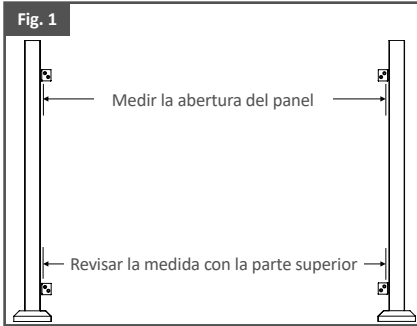 Fig. 1
Medir la abertura del panel
Revisar la medida con la parte superior